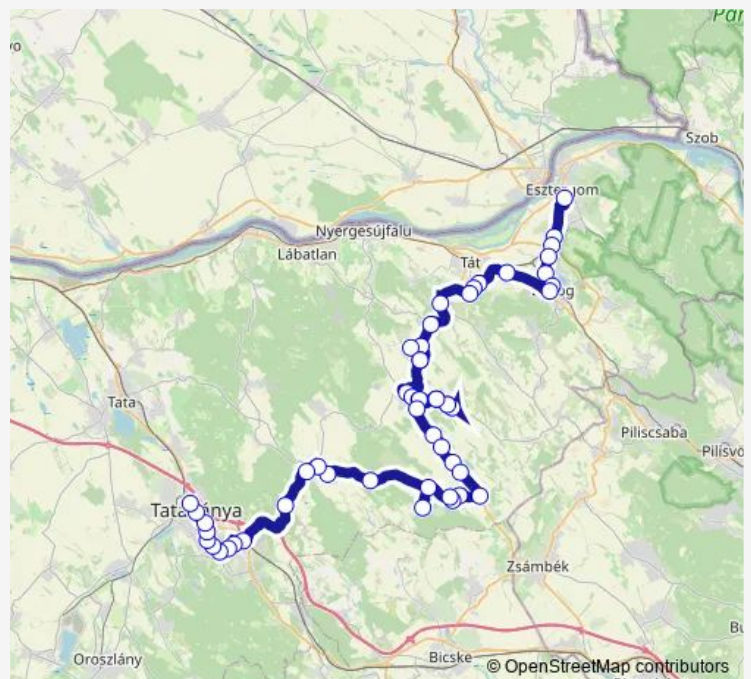 Szob
Esztergom
Nyergesújfalu
Lábatlan
Tát
Tata
Piliscsaba
Tatabánya
Zsámbék
Oroszlány
Bicske
© OpenStreetMap contributors